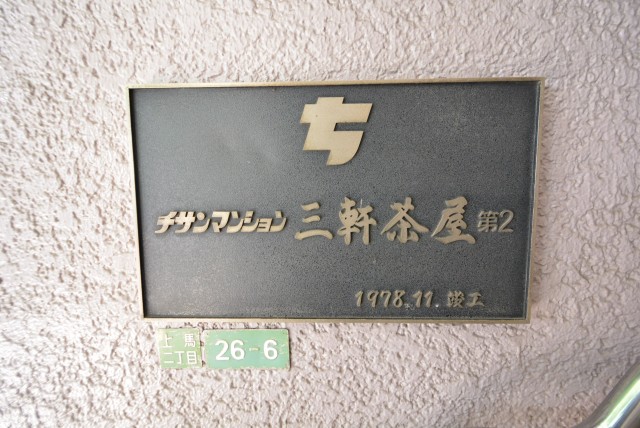 ち
チサンマンション 三軒茶屋 第2
1978.11. 竣工
上馬
二丁目
26-6